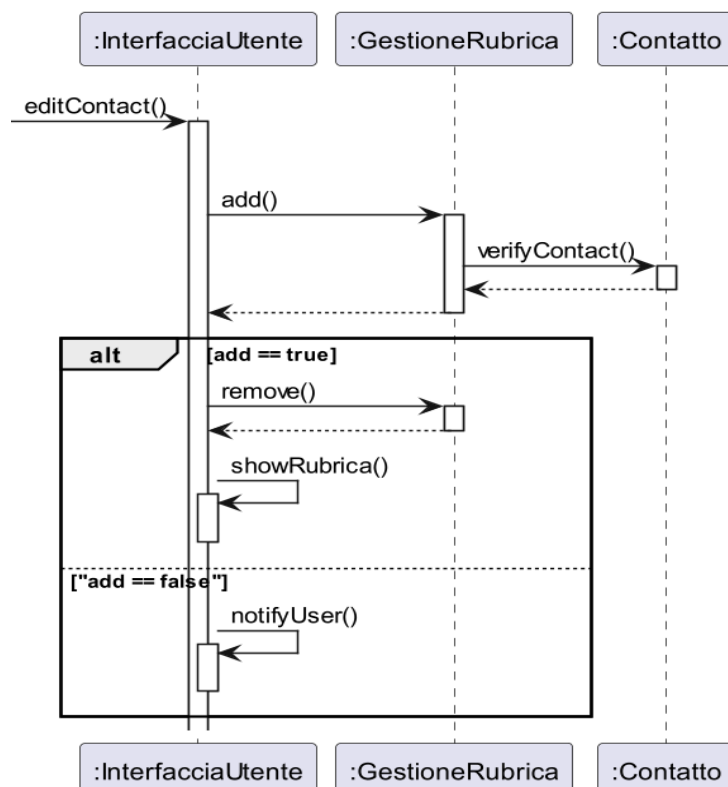 :InterfacciaUtente :GestioneRubrica :Contatto
editContact()
add()
verifyContact()
alt [add == true]
remove()
showRubrica()
["add == false"]
notifyUser()
:InterfacciaUtente :GestioneRubrica :Contatto